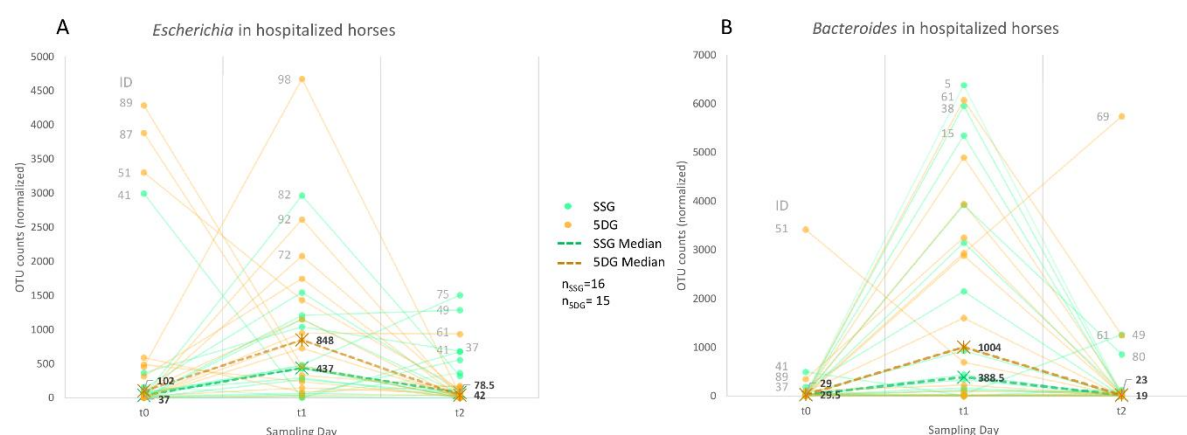 A
Escherichia in hospitalized horses
OTU counts (normalized)
5000
4500
4000
3500
3000
2500
2000
1500
1000
500
0
ID
89
87
51
41
98
82
92
72
75
49
61
37
41
102
37
848
437
78.5
42
t0
t1
t2
Sampling Day
SSG
5DG
SSG Median
5DG Median
nSSG=16
n5DG= 15
B
Bacteroides in hospitalized horses
OTU counts (normalized)
7000
6000
5000
4000
3000
2000
1000
0
ID
51
41
89
37
5
61
38
15
69
61
49
80
29
29.5
1004
388.5
23
19
t0
t1
t2
Sampling Day